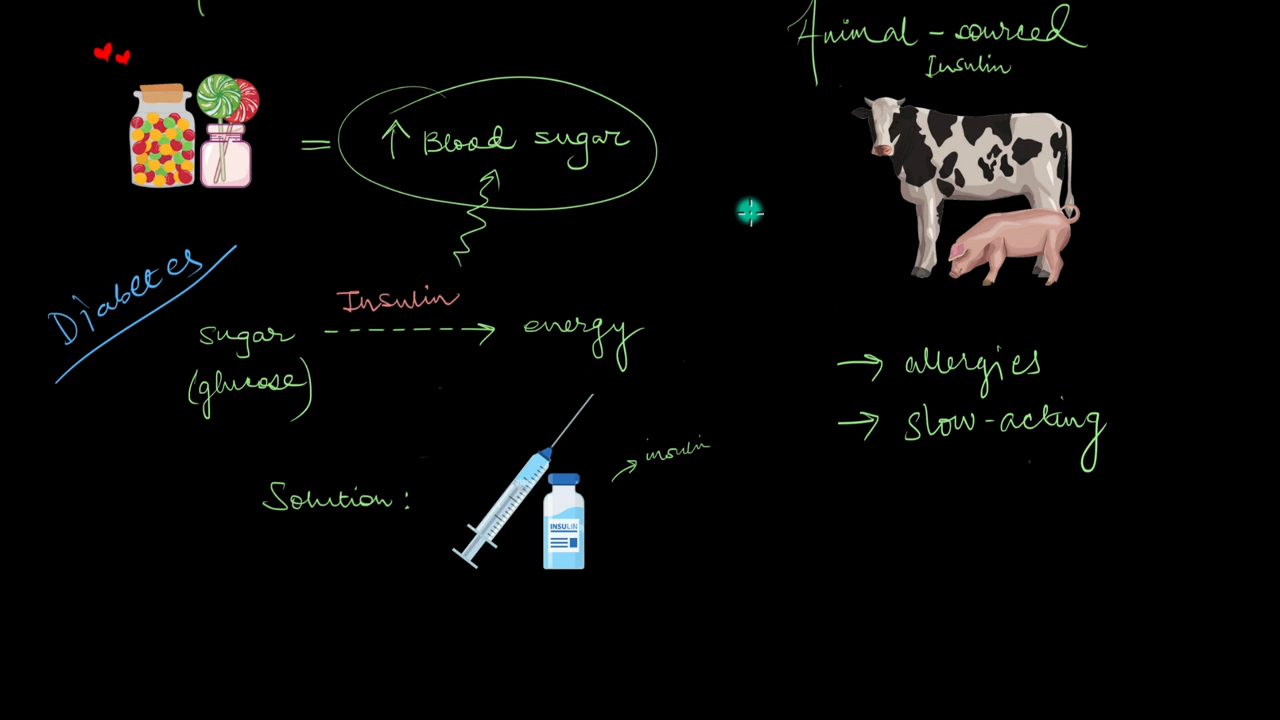 = ↑ Blood sugar
Diabetes
Insulin
sugar -------> energy
(glucose)
Solution:
INSULIN
→ insulin
Animal-sourced
Insulin
→ allergies
→ slow-acting